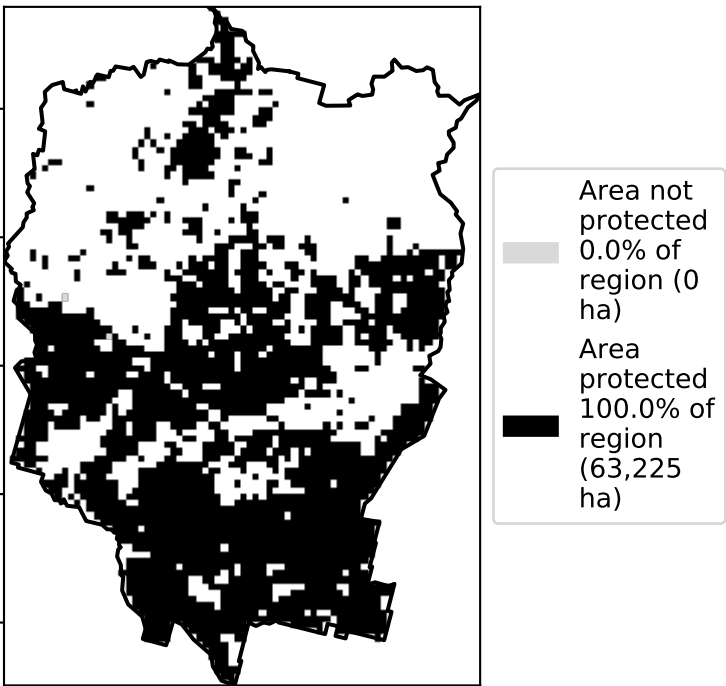 Area not
protected
0.0% of
region (0
ha)
Area
protected
100.0% of
region
(63,225
ha)